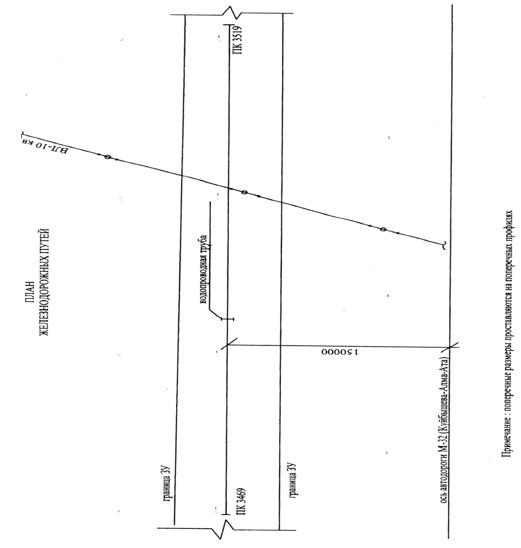 ПЛАН
ЖЕЛЕЗНОДОРОЖНЫХ ПУТЕЙ
ВЛ-10 кв
граница ЗУ
водопроводная труба
ПК 3469
ПК 3519
граница ЗУ
150000
ось автодороги М-32 (Куйбышева-Алма-Ата)
Примечание : поперечные размеры проставляются на поперечных профилях